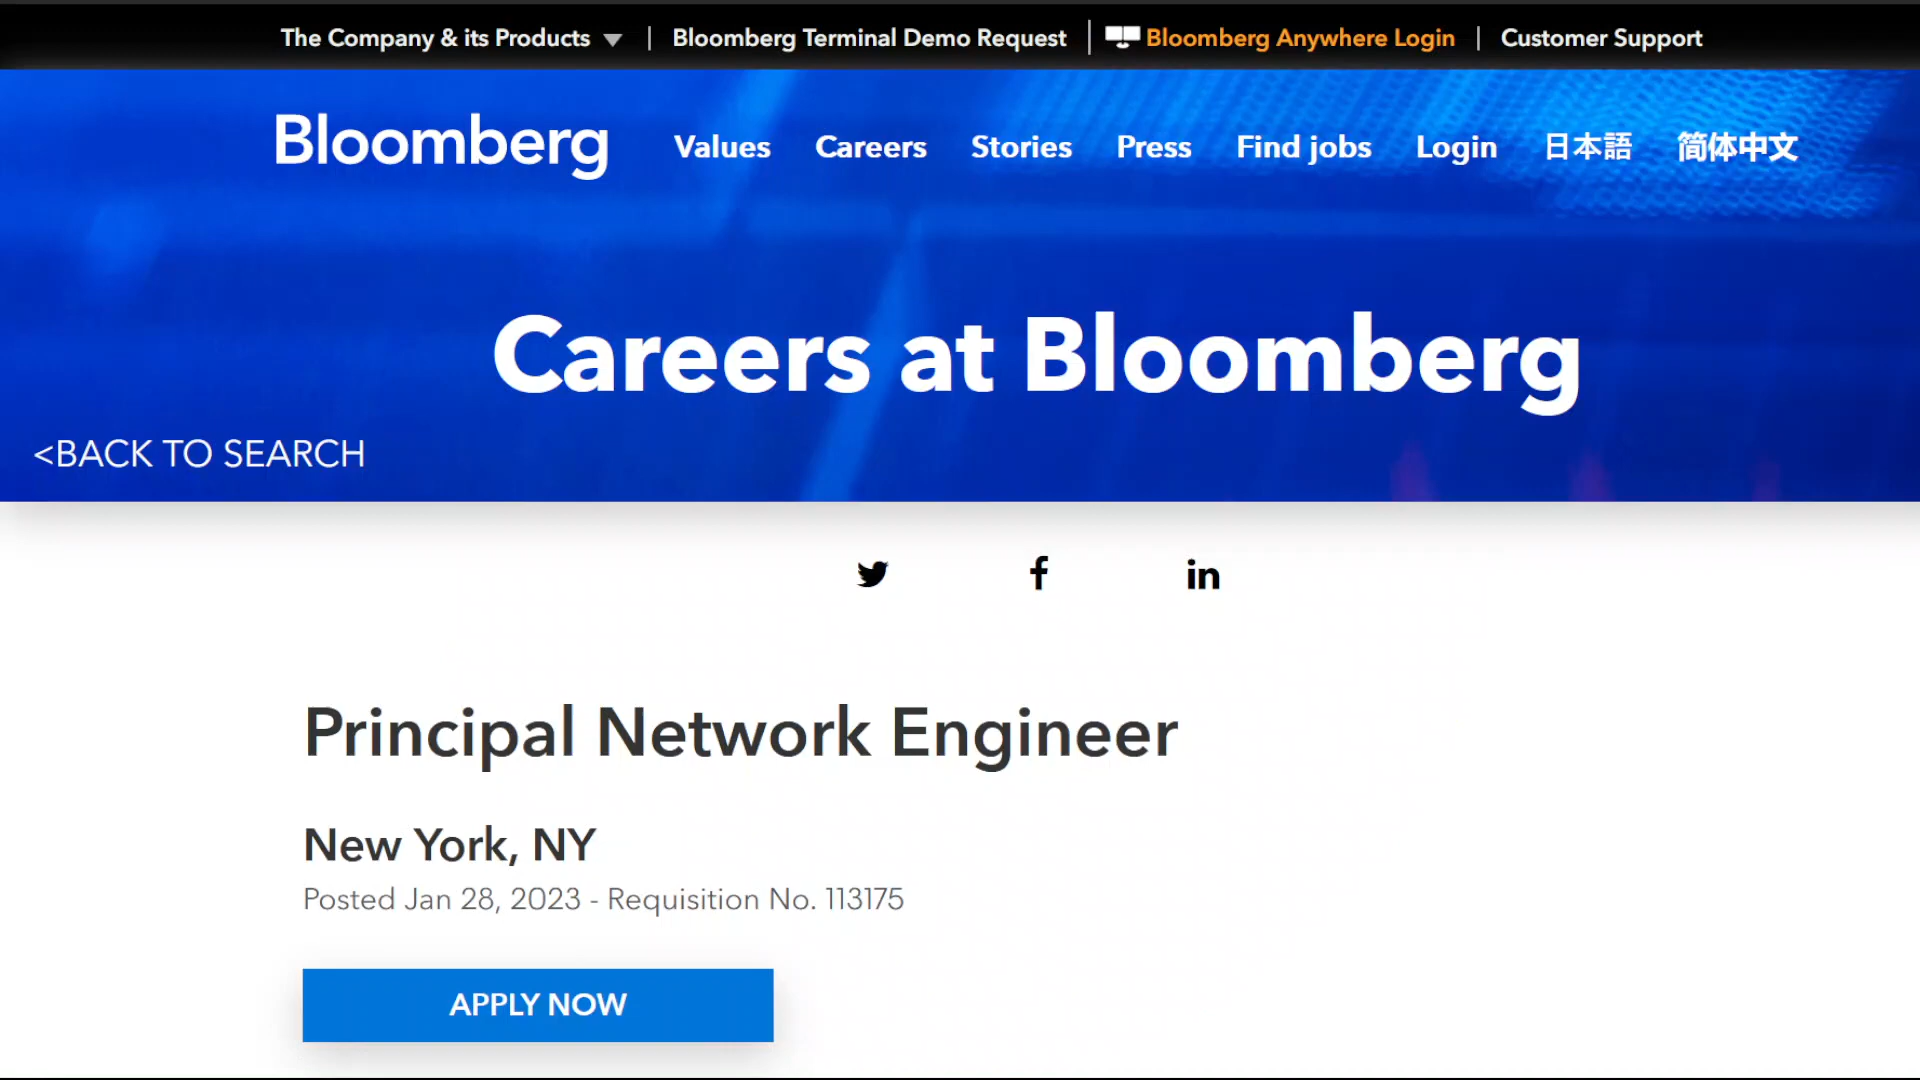 The Company & its Products | Bloomberg Terminal Demo Request | Bloomberg Anywhere Login | Customer Support
Bloomberg Values Careers Stories Press Find jobs Login 日本語 简体中文
Careers at Bloomberg
<BACK TO SEARCH
Principal Network Engineer
New York, NY
Posted Jan 28, 2023 - Requisition No. 113175
APPLY NOW